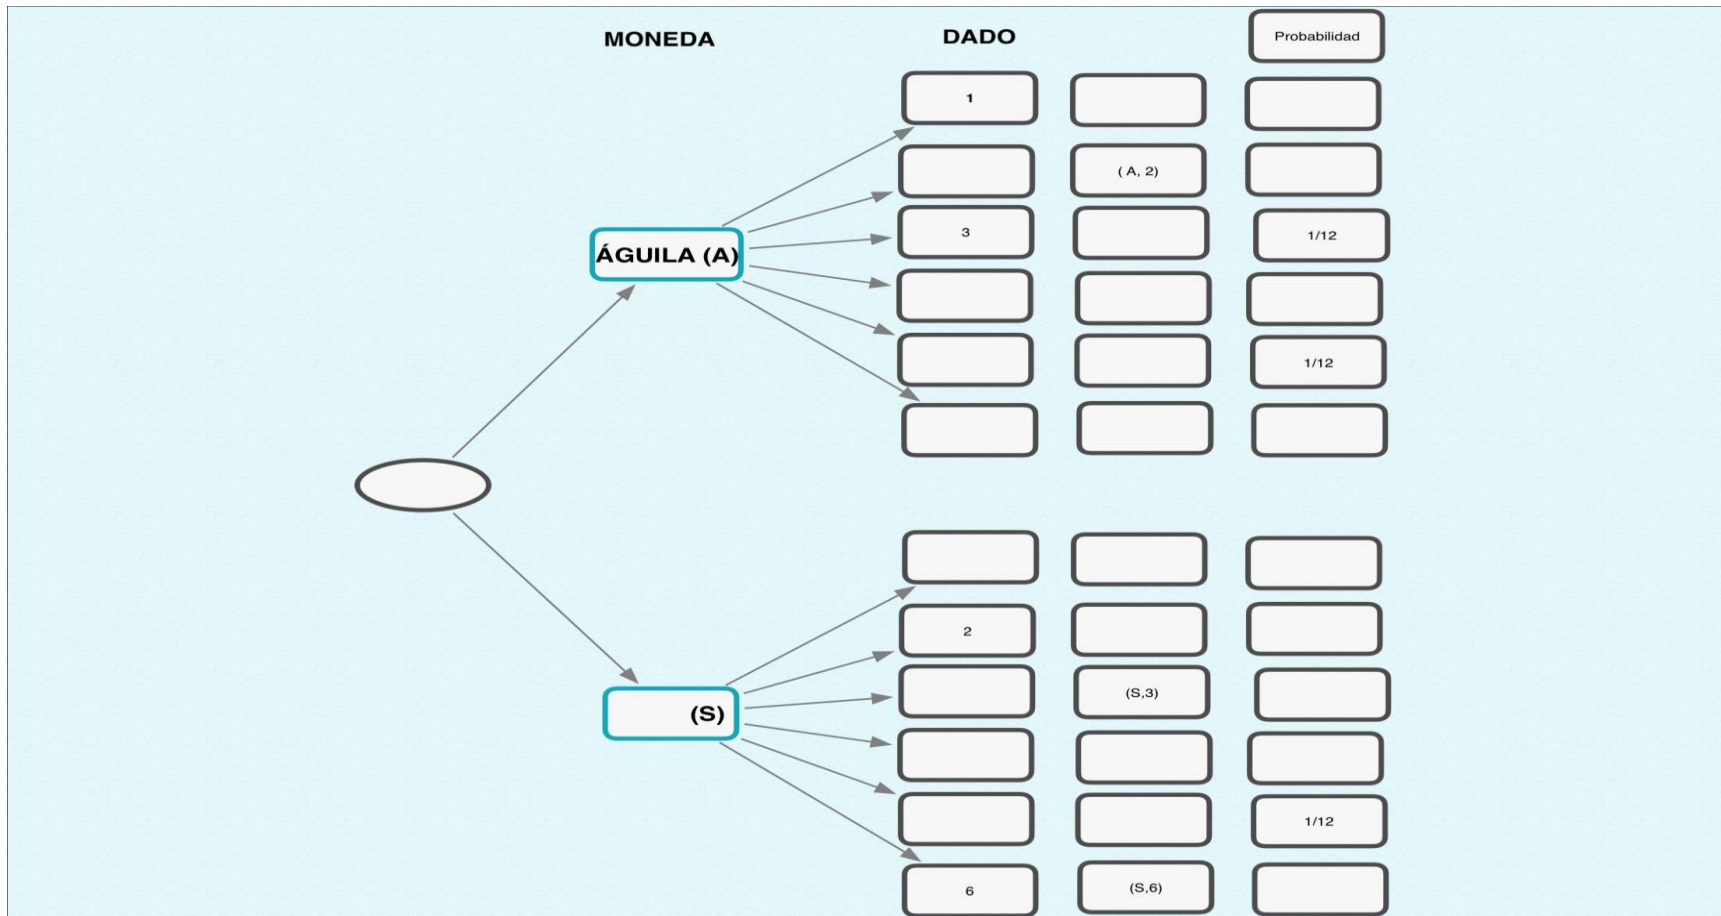 MONEDA
DADO
Probabilidad
1
( A, 2)
3
1/12
ÁGUILA (A)
1/12
2
(S,3)
(S)
1/12
6
(S,6)